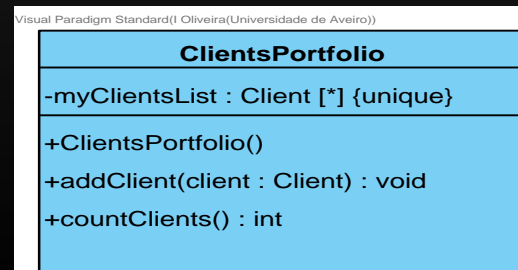 Visual Paradigm Standard(I Oliveira(Universidade de Aveiro))
ClientsPortfolio
-myClientsList : Client [*] {unique}
+ClientsPortfolio()
+addClient(client : Client) : void
+countClients() : int